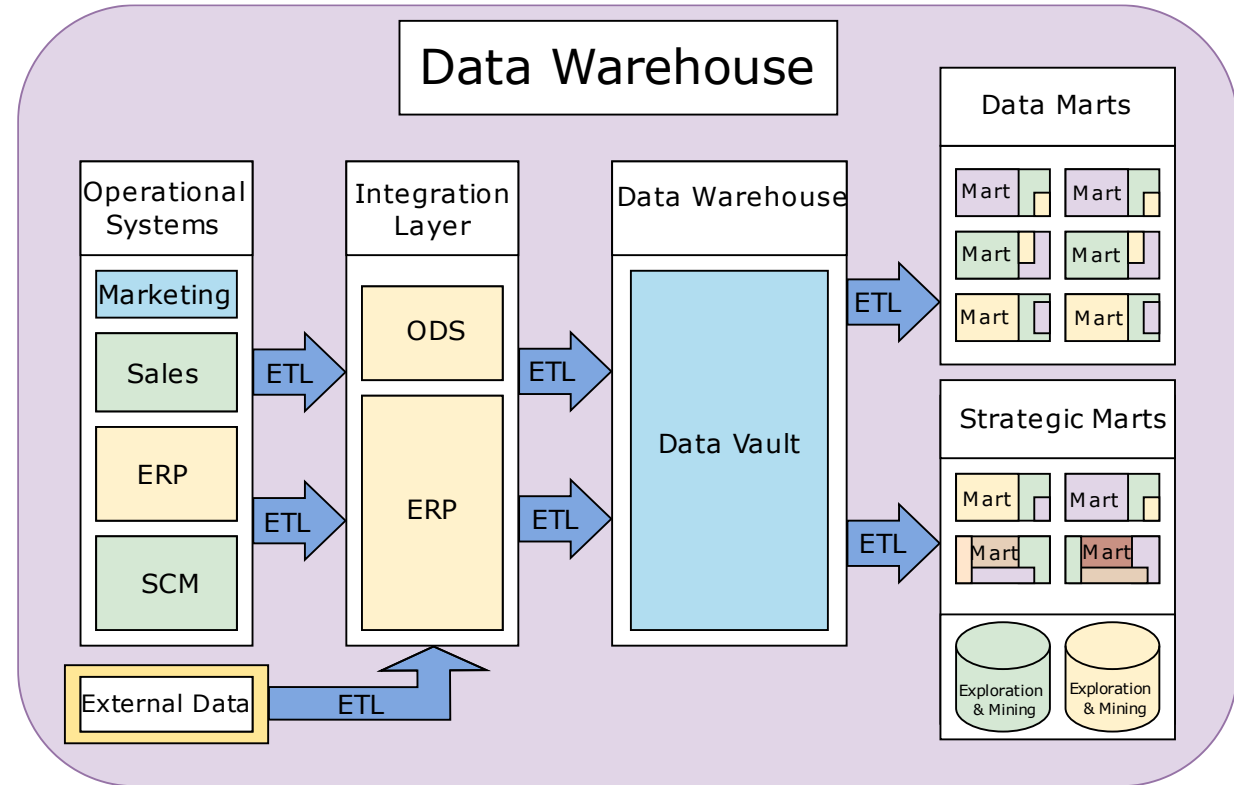 Data Warehouse
Operational
Systems
Marketing
Sales
ERP
SCM
External Data
ETL
ETL
ETL
Integration
Layer
ODS
ERP
ETL
ETL
Data Warehouse
Data Vault
ETL
ETL
Data Marts
Mart
Mart
Mart
Mart
Mart
Mart
Strategic Marts
Mart
Mart
Mart
Mart
Exploration
& Mining
Exploration
& Mining